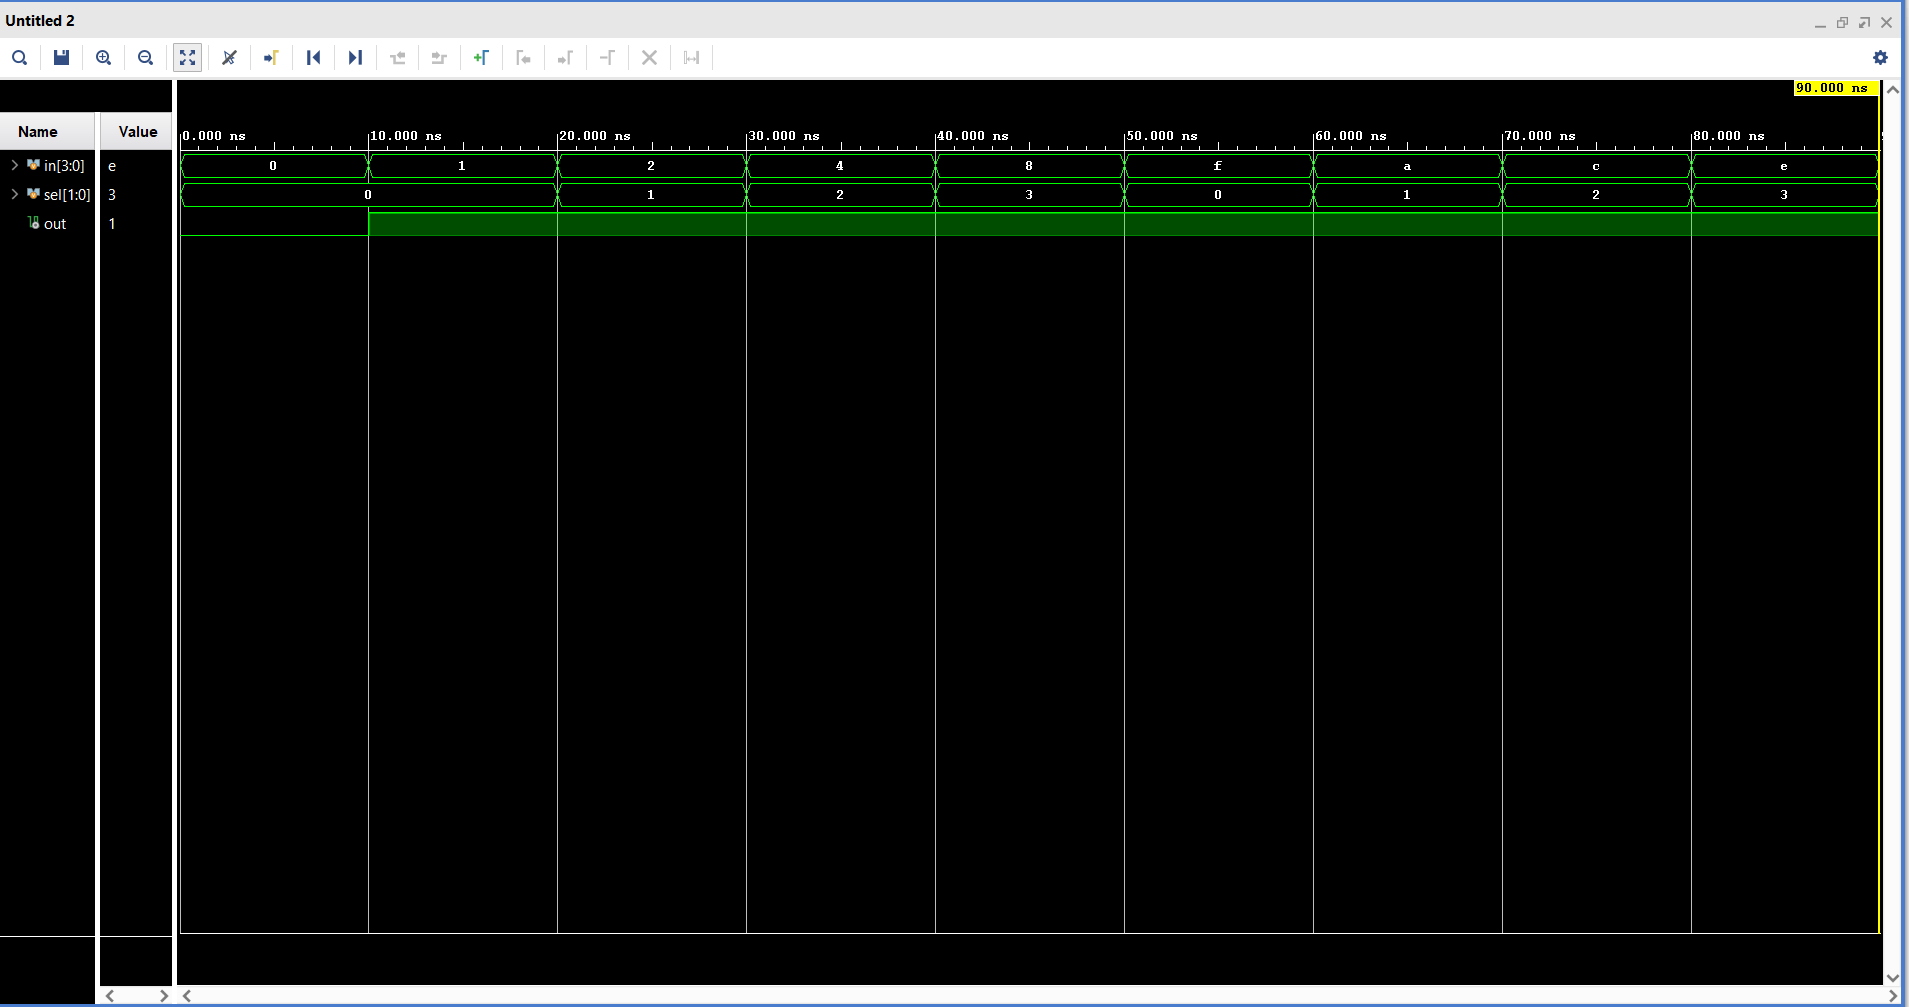 Untitled 2
90.000 ns
Name Value
0.000 ns 10.000 ns 20.000 ns 30.000 ns 40.000 ns 50.000 ns 60.000 ns 70.000 ns 80.000 ns
in[3:0] e 0 1 2 4 8 f a c e
sel[1:0] 3 0 1 2 3 0 1 2 3
out 1